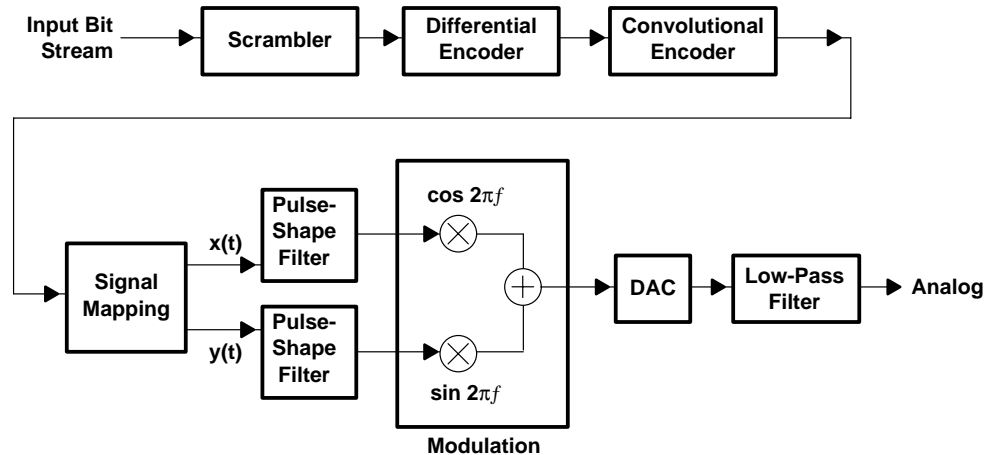 Input Bit
Stream
Scrambler
Differential
Encoder
Convolutional
Encoder
Signal
Mapping
x(t)
y(t)
Pulse-
Shape
Filter
Pulse-
Shape
Filter
cos 2πf
sin 2πf
Modulation
DAC
Low-Pass
Filter
Analog